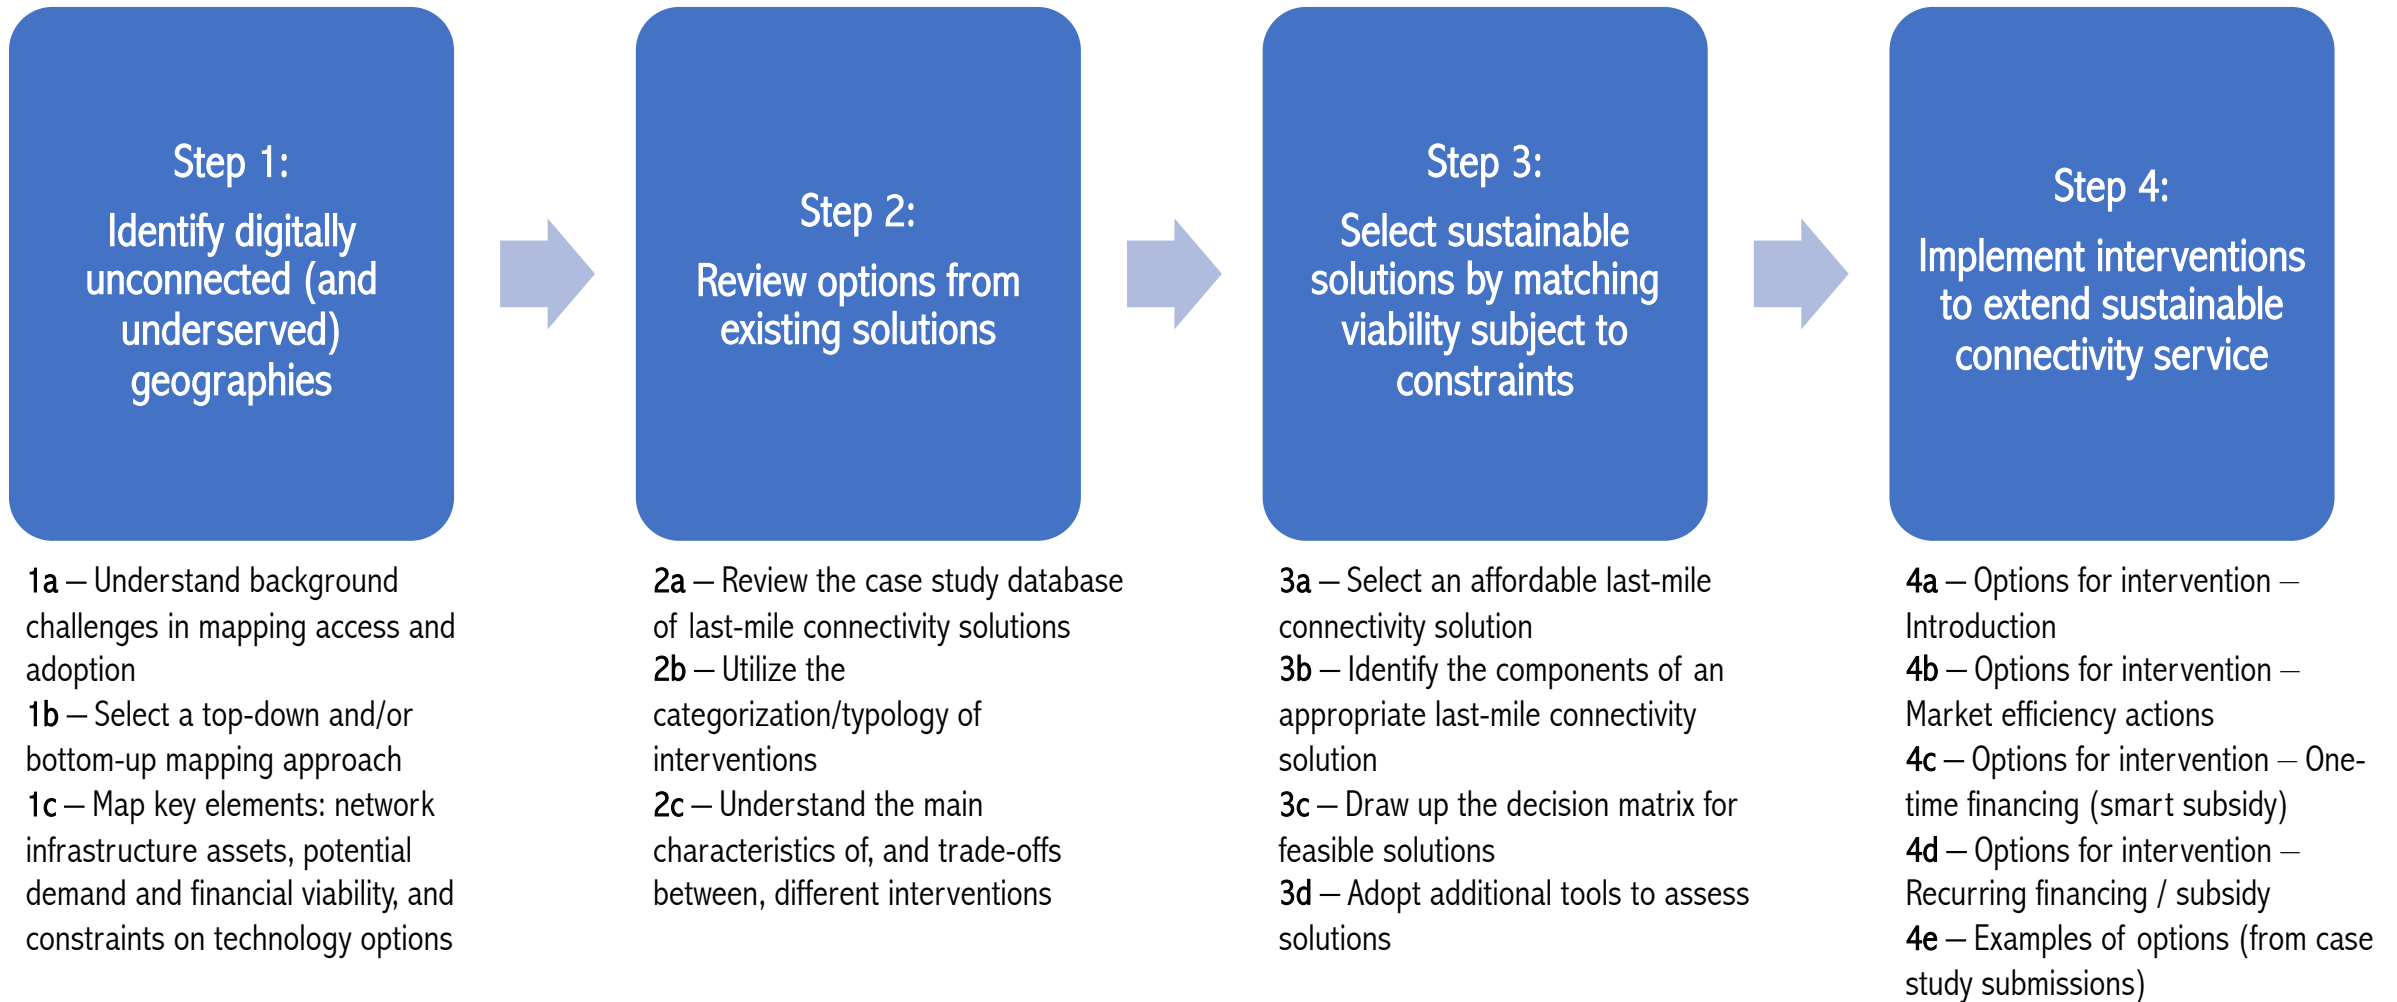 Step 1:
Identify digitally
unconnected (and
underserved)
geographies
Step 2:
Review options from
existing solutions
Step 3:
Select sustainable
solutions by matching
viability subject to
constraints
Step 4:
Implement interventions
to extend sustainable
connectivity service
1a – Understand background
challenges in mapping access and
adoption
1b – Select a top-down and/or
bottom-up mapping approach
1c – Map key elements: network
infrastructure assets, potential
demand and financial viability, and
constraints on technology options
2a – Review the case study database
of last-mile connectivity solutions
2b – Utilize the
categorization/typology of
interventions
2c – Understand the main
characteristics of, and trade-offs
between, different interventions
3a – Select an affordable last-mile
connectivity solution
3b – Identify the components of an
appropriate last-mile connectivity
solution
3c – Draw up the decision matrix for
feasible solutions
3d – Adopt additional tools to assess
solutions
4a – Options for intervention –
Introduction
4b – Options for intervention –
Market efficiency actions
4c – Options for intervention – One-
time financing (smart subsidy)
4d – Options for intervention –
Recurring financing / subsidy
4e – Examples of options (from case
study submissions)